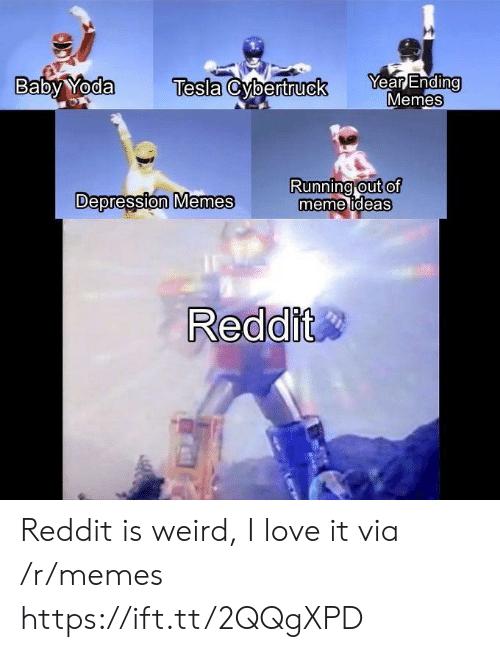 Baby Yoda
Tesla Cybertruck
Year Ending
Memes
Depression Memes
Running out of
meme ideas
Reddit
Reddit is weird, I love it via
/r/memes
https://ift.tt/2QQgXPD